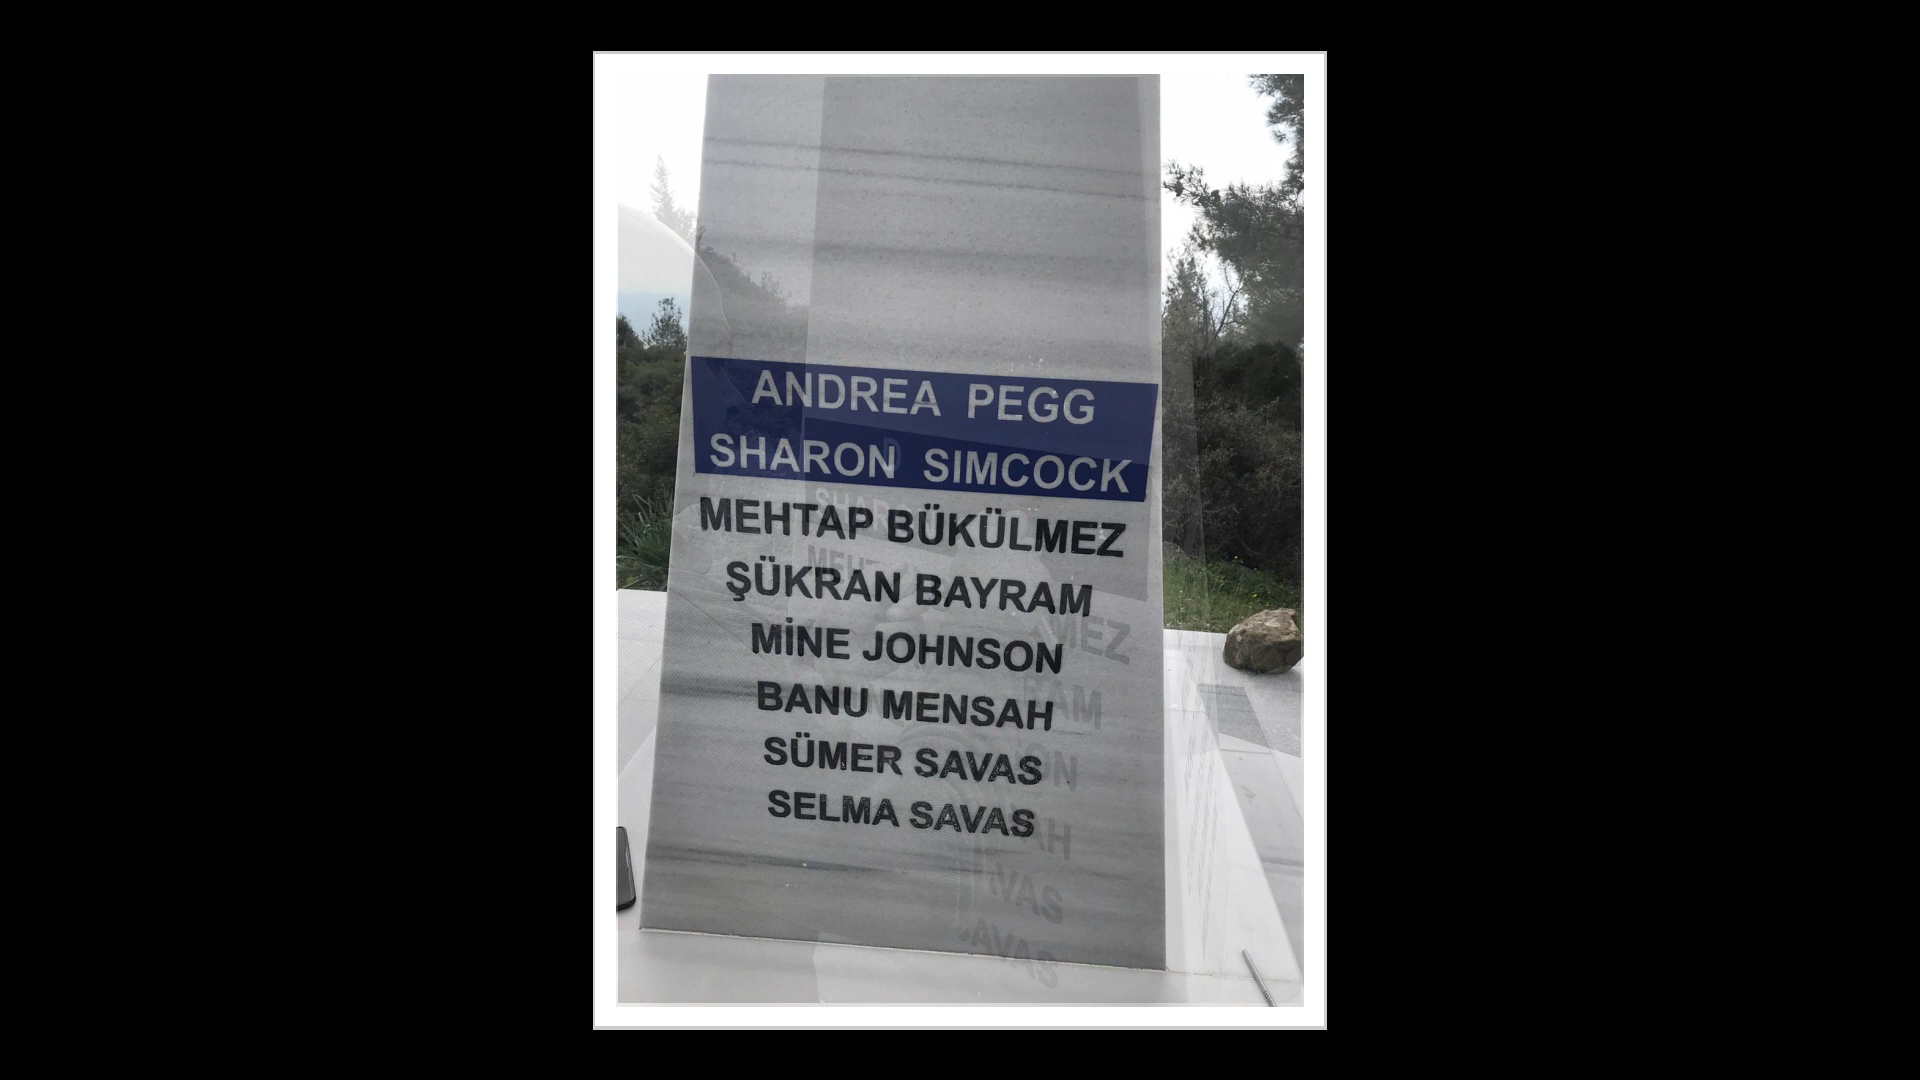 ANDREA PEGG
SHARON SIMCOCK
MEHTAP BÜKÜLMEZ
ŞÜKRAN BAYRAM
MİNE JOHNSON
BANU MENSAH
SÜMER SAVAS
SELMA SAVAS